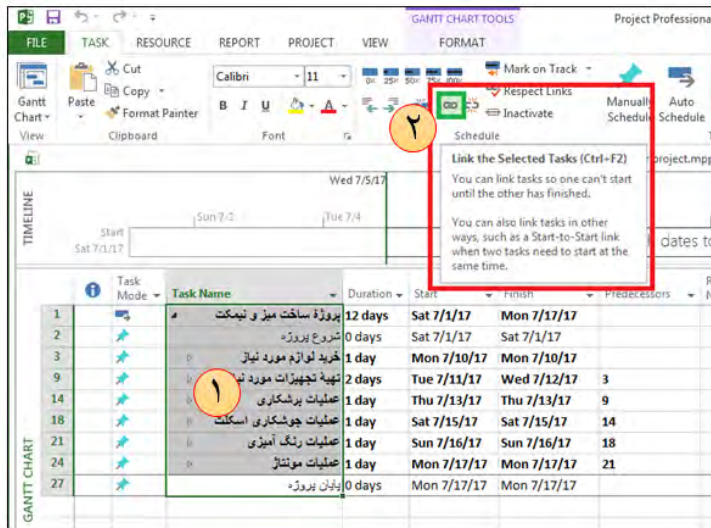 GANTT CHART TOOLS
Project Professiona
FILE TASK RESOURCE REPORT PROJECT VIEW FORMAT
Gantt Chart
View
Paste
Cut
Copy
Format Painter
Clipboard
Calibri 11
B I U A
Font
0% 25% 50% 75% 100%
Mark on Track
Respect Links
Inactivate
Schedule
Manually Schedule
Auto Schedule
۲
Link the Selected Tasks (Ctrl+F2)
You can link tasks so one can't start
until the other has finished.
You can also link tasks in other
ways, such as a Start-to-Start link
when two tasks need to start at the
same time.
project.mpp
TIMELINE
Wed 7/5/17
Sun 7/2
Tue 7/4
Start
Sat 7/1/17
dates to
Task Mode Task Name Duration Start Finish Predecessors
1 پروژه ساخت میز و نیمکت 12 days Sat 7/1/17 Mon 7/17/17
2 شروع پروژه 0 days Sat 7/1/17 Sat 7/1/17
3 خرید لوازم مورد نیاز 1 day Mon 7/10/17 Mon 7/10/17
9 تهیة تجهیزات مورد 2 days Tue 7/11/17 Wed 7/12/17 3
14 عملیات برشکاری 1 day Thu 7/13/17 Thu 7/13/17 9
18 عملیات جوشکاری اسکلت 1 day Sat 7/15/17 Sat 7/15/17 14
21 عملیات رنگ آمیزی 1 day Sun 7/16/17 Sun 7/16/17 18
24 عملیات مونتاژ 1 day Mon 7/17/17 Mon 7/17/17 21
27 پایان پروژه 0 days Mon 7/17/17 Mon 7/17/17
۱
GANTT CHART